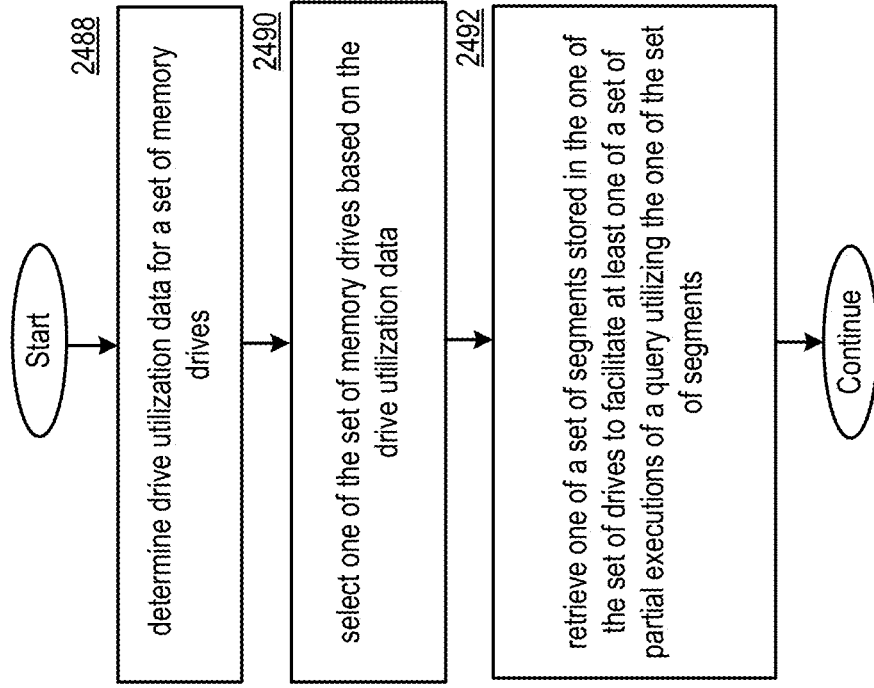 Start
2488
determine drive utilization data for a set of memory
drives
2490
select one of the set of memory drives based on the
drive utilization data
2492
retrieve one of a set of segments stored in the one of
the set of drives to facilitate at least one of a set of
partial executions of a query utilizing the one of the set
of segments
Continue